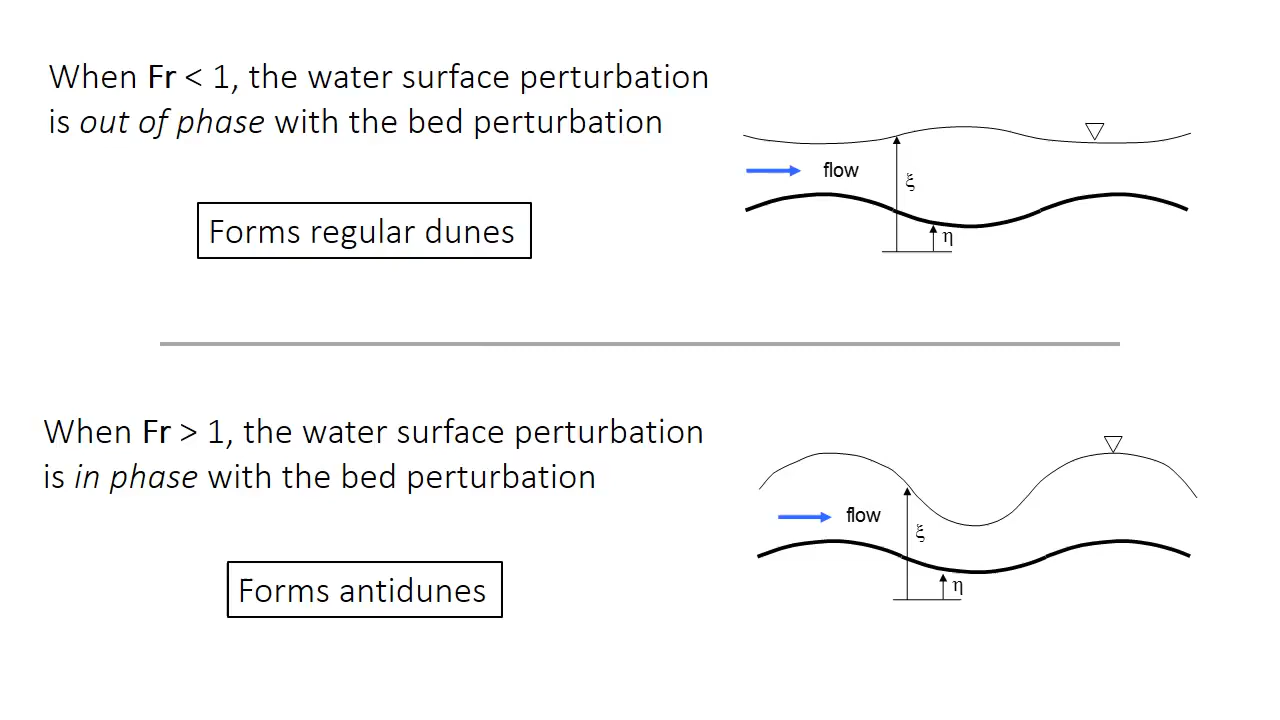 When Fr < 1, the water surface perturbation
is out of phase with the bed perturbation
Forms regular dunes
flow
ξ
η
When Fr > 1, the water surface perturbation
is in phase with the bed perturbation
Forms antidunes
flow
ξ
η